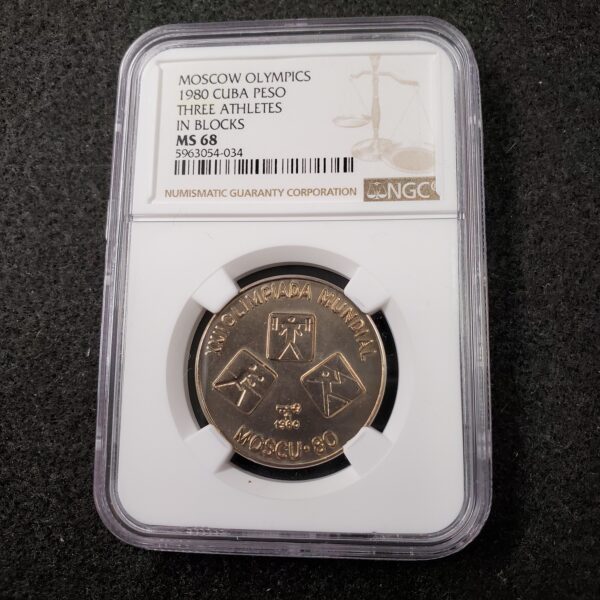 MOSCOW OLYMPICS
1980 CUBA PESO
THREE ATHLETES
IN BLOCKS
MS 68
5963054-034
NUMISMATIC GUARANTY CORPORATION
NGC
XXII OLIMPIADA MUNDIAL
1980
MOSCU·80